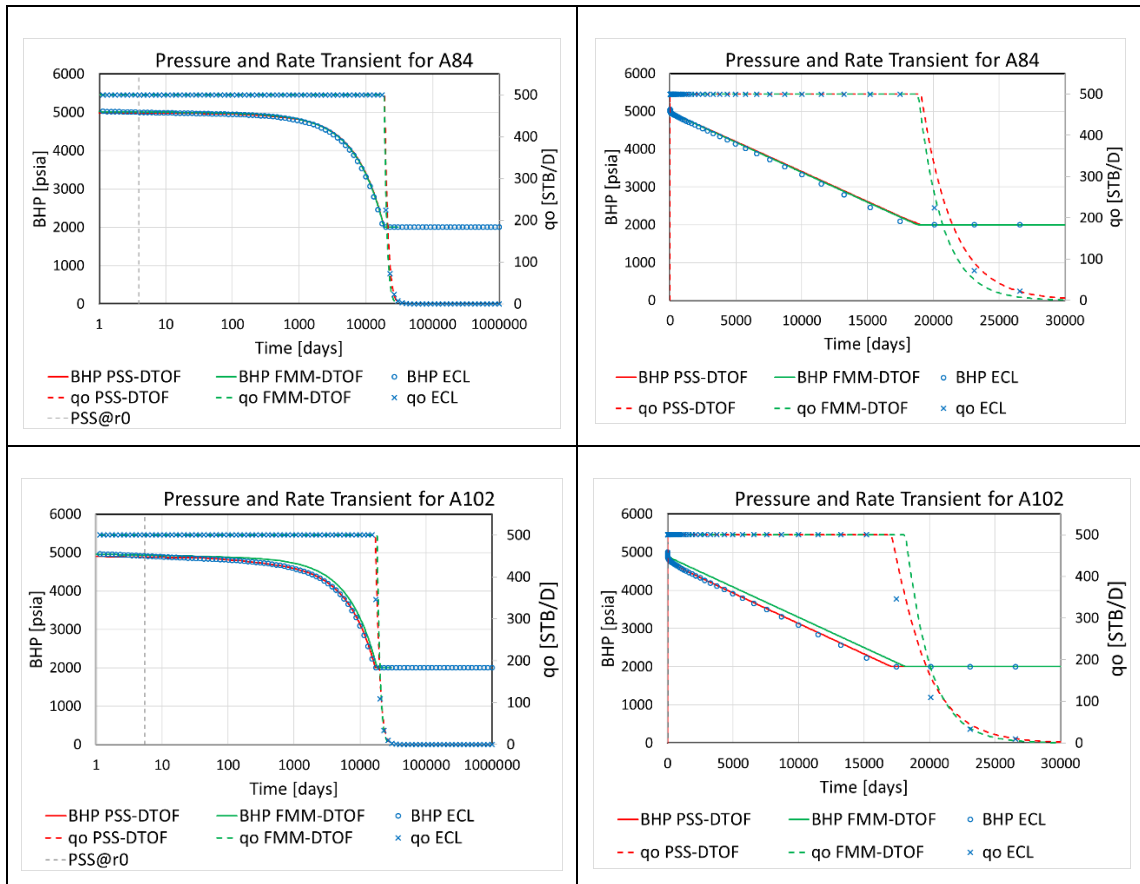 Pressure and Rate Transient for A84
6000
5000
4000
3000
2000
1000
0
BHP [psia]
500
400
300
200
100
0
qo [STB/D]
1 10 100 1000 10000 100000 1000000
Time [days]
BHP PSS-DTOF BHP FMM-DTOF BHP ECL
qo PSS-DTOF qo FMM-DTOF qo ECL
PSS@r0
Pressure and Rate Transient for A84
6000
5000
4000
3000
2000
1000
0
BHP [psia]
500
400
300
200
100
0
qo [STB/D]
0 5000 10000 15000 20000 25000 30000
Time [days]
BHP PSS-DTOF BHP FMM-DTOF BHP ECL
qo PSS-DTOF qo FMM-DTOF qo ECL
Pressure and Rate Transient for A102
6000
5000
4000
3000
2000
1000
0
BHP [psia]
500
400
300
200
100
0
qo [STB/D]
1 10 100 1000 10000 100000 1000000
Time [days]
BHP PSS-DTOF BHP FMM-DTOF BHP ECL
qo PSS-DTOF qo FMM-DTOF qo ECL
PSS@r0
Pressure and Rate Transient for A102
6000
5000
4000
3000
2000
1000
0
BHP [psia]
500
400
300
200
100
0
qo [STB/D]
0 5000 10000 15000 20000 25000 30000
Time [days]
BHP PSS-DTOF BHP FMM-DTOF BHP ECL
qo PSS-DTOF qo FMM-DTOF qo ECL